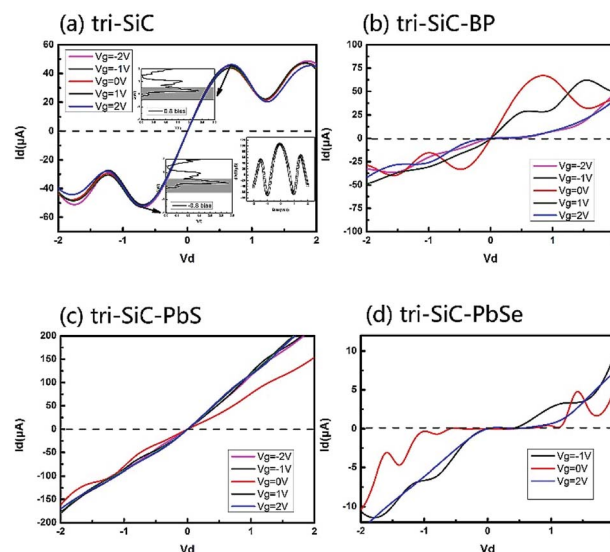 (a) tri-SiC
60
40
20
0
-20
-40
-60
Id(μA)
Vg=-2V
Vg=-1V
Vg=0V
Vg=1V
Vg=2V
0.6 bias
-0.6 bias
-2 -1 0 1 2
Vd
(b) tri-SiC-BP
100
75
50
25
0
-25
-50
-75
-100
Id(μA)
Vg=-2V
Vg=-1V
Vg=0V
Vg=1V
Vg=2V
-2 -1 0 1 2
Vd
(c) tri-SiC-PbS
200
150
100
50
0
-50
-100
-150
-200
Id(μA)
Vg=-2V
Vg=-1V
Vg=0V
Vg=1V
Vg=2V
-2 -1 0 1 2
Vd
(d) tri-SiC-PbSe
10
5
0
-5
-10
Id(μA)
Vg=-1V
Vg=0V
Vg=2V
-2 -1 0 1 2
Vd